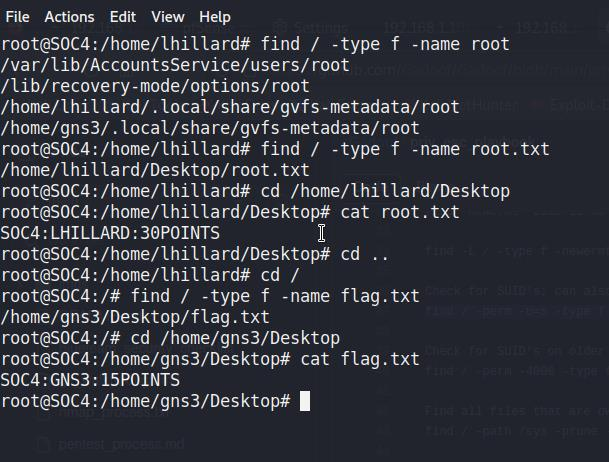 File Actions Edit View Help
root@SOC4:/home/lhillard# find / -type f -name root
/var/lib/AccountsService/users/root
/lib/recovery-mode/options/root
/home/lhillard/.local/share/gvfs-metadata/root
/home/gns3/.local/share/gvfs-metadata/root
root@SOC4:/home/lhillard# find / -type f -name root.txt
/home/lhillard/Desktop/root.txt
root@SOC4:/home/lhillard# cd /home/lhillard/Desktop
root@SOC4:/home/lhillard/Desktop# cat root.txt
SOC4:LHILLARD:30POINTS
root@SOC4:/home/lhillard/Desktop# cd ..
root@SOC4:/home/lhillard# cd /
root@SOC4:/# find / -type f -name flag.txt
/home/gns3/Desktop/flag.txt
root@SOC4:/# cd /home/gns3/Desktop
root@SOC4:/home/gns3/Desktop# cat flag.txt
SOC4:GNS3:15POINTS
root@SOC4:/home/gns3/Desktop#
nmap_process.txt
pentest_process.md